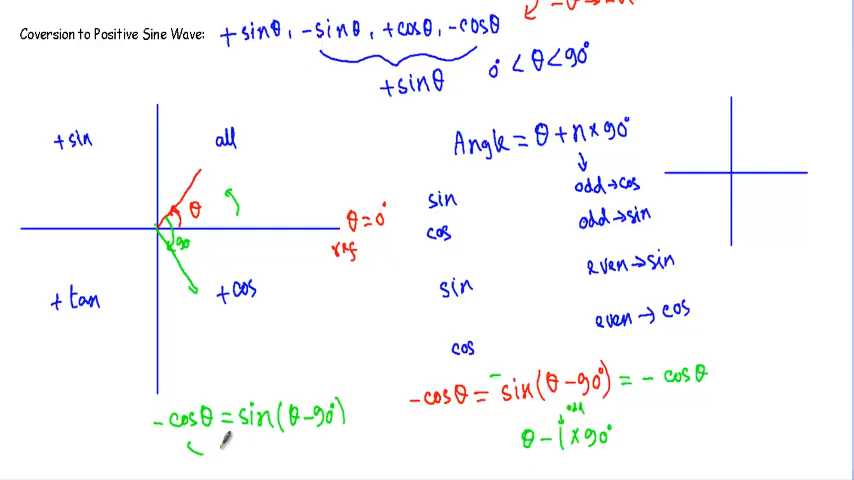 Coversion to Positive Sine Wave: +sinθ, -sinθ, +cosθ, -cosθ
+sinθ
0° < θ < 90°
+sin
all
θ
90
θ=0°
ref
+tan
+cos
Angle = θ + n × 90°
sin
odd→cos
cos
odd→sin
even→sin
sin
even→cos
cos
-cosθ = sin(θ-90°) = -cosθ
-
odd
θ - 1 × 90°
-cosθ = sin(θ-90°)